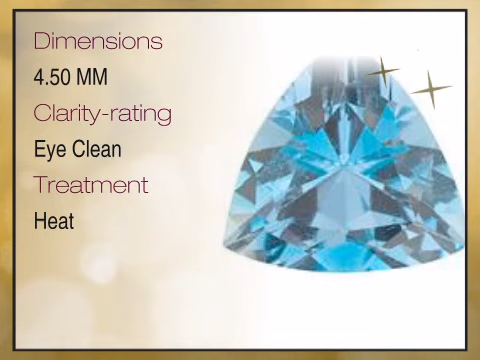 Dimensions
4.50 MM
Clarity-rating
Eye Clean
Treatment
Heat